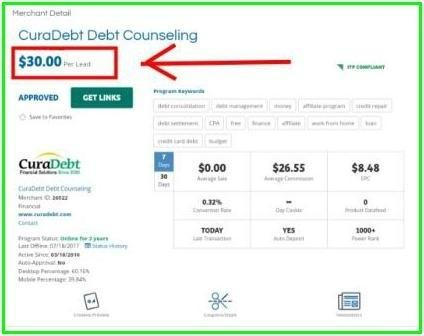 Merchant Detail
CuraDebt Debt Counseling
$30.00 Per Lead
ITP COMPLIANT
APPROVED
GET LINKS
Save to Favorites
Program Keywords
debt consolidation
debt management
money
affiliate program
credit repair
debt settlement
CPA
free
finance
affiliate
work from home
loan
credit card debt
budget
CuraDebt
Financial Solutions Since 2000
CuraDebt Debt Counseling
Merchant ID:
Financial
www.curadebt.com
Contact
Program Status: Online for 2 years
Last Offline: 07/18/2017
Status History
Active Since: 03/18/2010
Auto-Approval: No
Desktop Percentage: 60.16%
Mobile Percentage: 39.84%
7
Days
30
Days
$0.00
Average Sale
$26.55
Average Commission
$8.48
EPC
0.32%
Conversion Rate
--
Day Cookie
0
Product Datafeed
TODAY
Last Transaction
YES
Auto Deposit
1000+
Power Rank
Creative Preview
Coupons/Deals